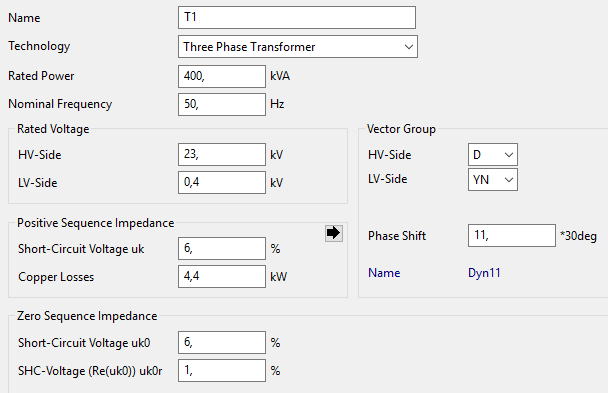 Name T1
Technology Three Phase Transformer
Rated Power 400, kVA
Nominal Frequency 50, Hz
Rated Voltage
HV-Side 23, kV
LV-Side 0,4 kV
Vector Group
HV-Side D
LV-Side YN
Phase Shift 11, *30deg
Name Dyn11
Positive Sequence Impedance
Short-Circuit Voltage uk 6, %
Copper Losses 4,4 kW
Zero Sequence Impedance
Short-Circuit Voltage uk0 6, %
SHC-Voltage (Re(uk0)) uk0r 1, %